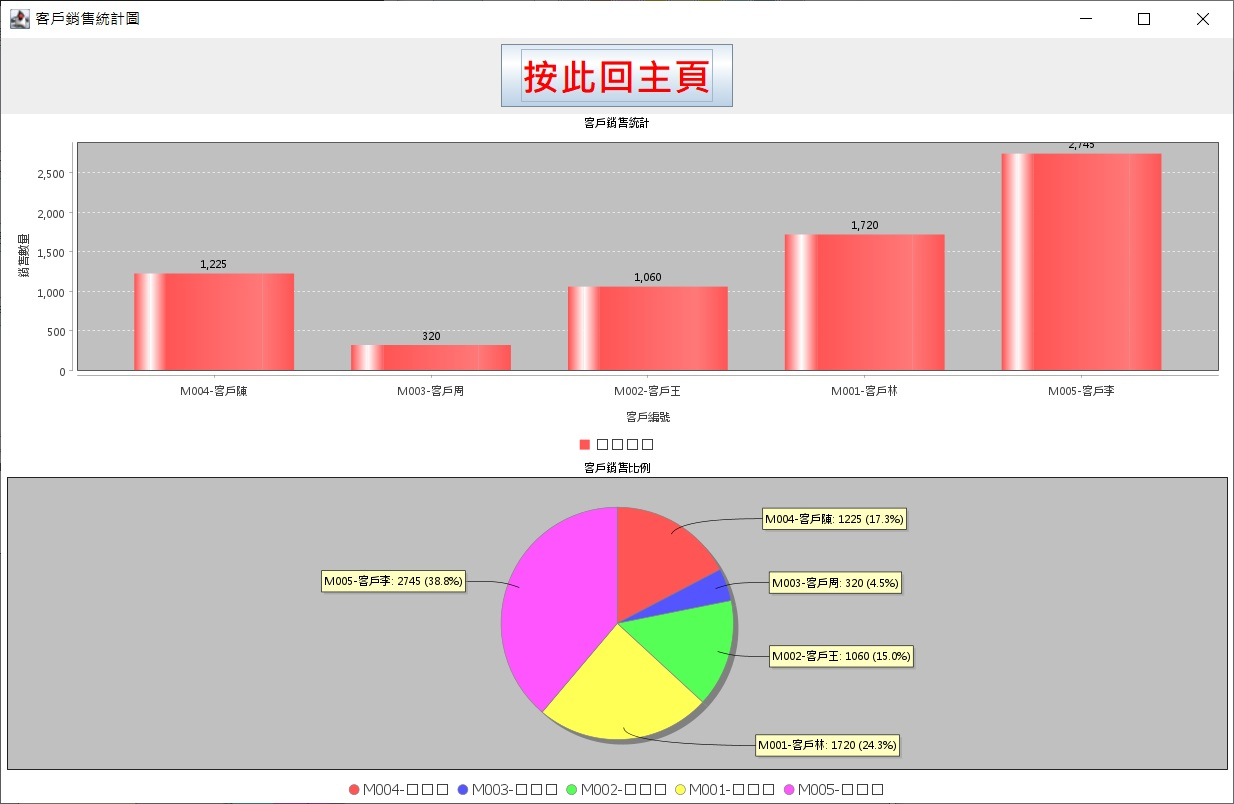 客戶銷售統計圖
按此回主頁
客戶銷售統計
銷售數量
2,500
2,000
1,500
1,000
500
0
1,225
320
1,060
1,720
2,745
M004-客戶陳 M003-客戶周 M002-客戶王 M001-客戶林 M005-客戶李
客戶編號
□□□□
客戶銷售比例
M004-客戶陳: 1225 (17.3%)
M005-客戶李: 2745 (38.8%)
M003-客戶周: 320 (4.5%)
M002-客戶王: 1060 (15.0%)
M001-客戶林: 1720 (24.3%)
M004-□□□ M003-□□□ M002-□□□ M001-□□□ M005-□□□